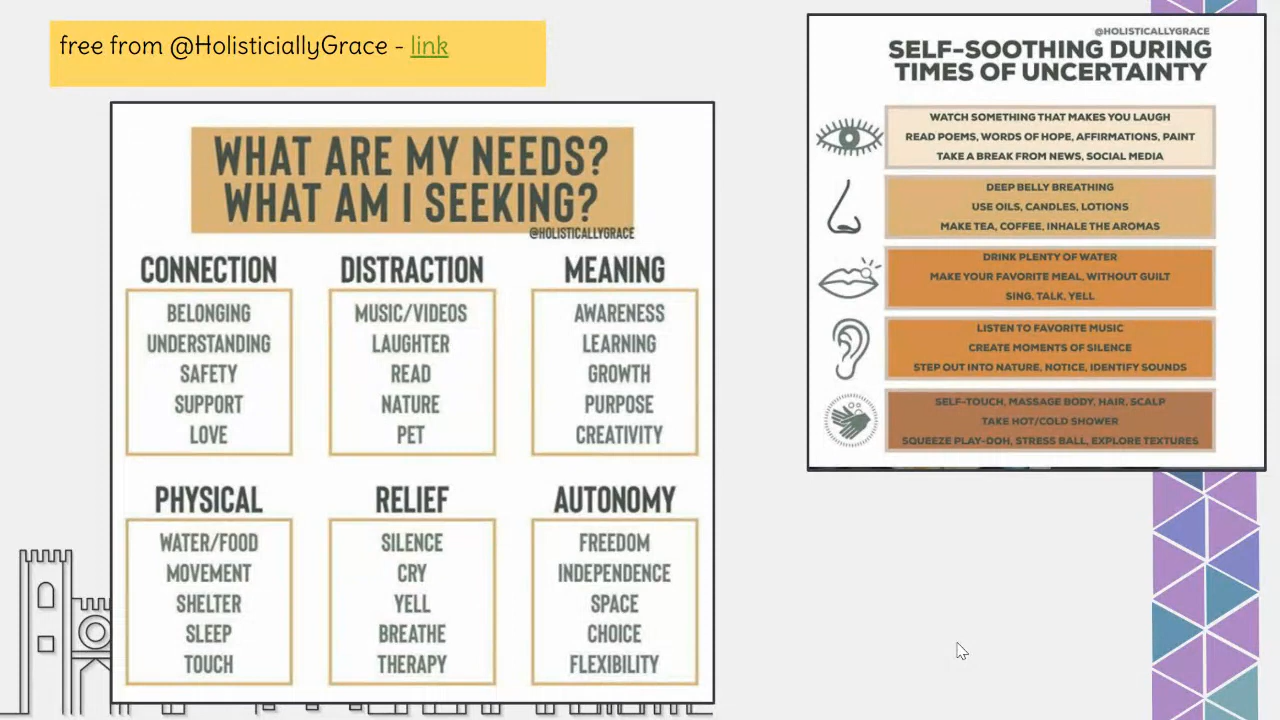 free from @HolisticiallyGrace - link
WHAT ARE MY NEEDS?
WHAT AM I SEEKING?
@HOLISTICALLYGRACE
CONNECTION
BELONGING
UNDERSTANDING
SAFETY
SUPPORT
LOVE
DISTRACTION
MUSIC/VIDEOS
LAUGHTER
READ
NATURE
PET
MEANING
AWARENESS
LEARNING
GROWTH
PURPOSE
CREATIVITY
PHYSICAL
WATER/FOOD
MOVEMENT
SHELTER
SLEEP
TOUCH
RELIEF
SILENCE
CRY
YELL
BREATHE
THERAPY
AUTONOMY
FREEDOM
INDEPENDENCE
SPACE
CHOICE
FLEXIBILITY
@HOLISTICALLYGRACE
SELF-SOOTHING DURING
TIMES OF UNCERTAINTY
WATCH SOMETHING THAT MAKES YOU LAUGH
READ POEMS, WORDS OF HOPE, AFFIRMATIONS, PAINT
TAKE A BREAK FROM NEWS, SOCIAL MEDIA
DEEP BELLY BREATHING
USE OILS, CANDLES, LOTIONS
MAKE TEA, COFFEE, INHALE THE AROMAS
DRINK PLENTY OF WATER
MAKE YOUR FAVORITE MEAL, WITHOUT GUILT
SING, TALK, YELL
LISTEN TO FAVORITE MUSIC
CREATE MOMENTS OF SILENCE
STEP OUT INTO NATURE, NOTICE, IDENTIFY SOUNDS
SELF-TOUCH, MASSAGE BODY, HAIR, SCALP
TAKE HOT/COLD SHOWER
SQUEEZE PLAY-DOH, STRESS BALL, EXPLORE TEXTURES